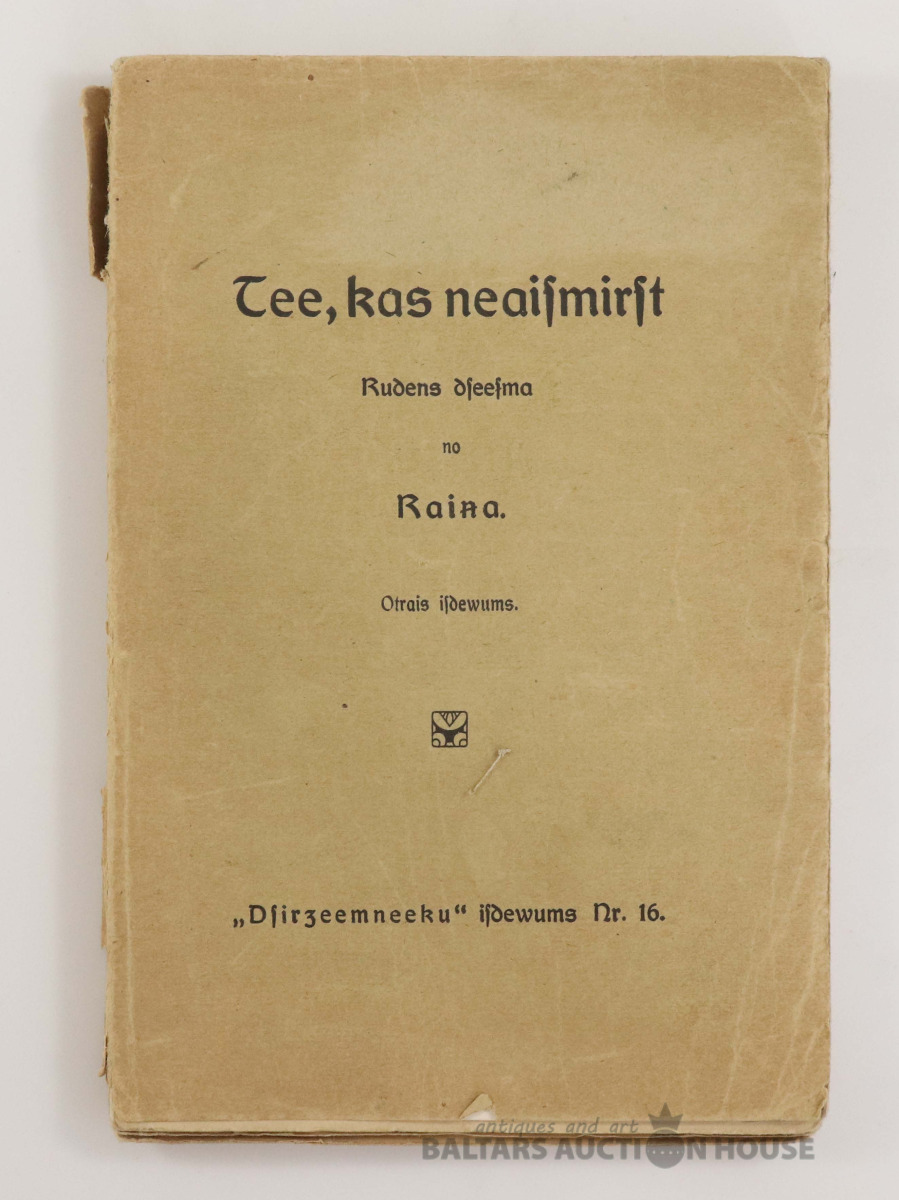 Tee, kas neaiſmirſt
Rudens dſeeſma
no
Raiņa.
Otrais iſdewums.
„Dſirzeemneeku“ iſdewums Nr. 16.
antiques and art
BALTARS AUCTION HOUSE